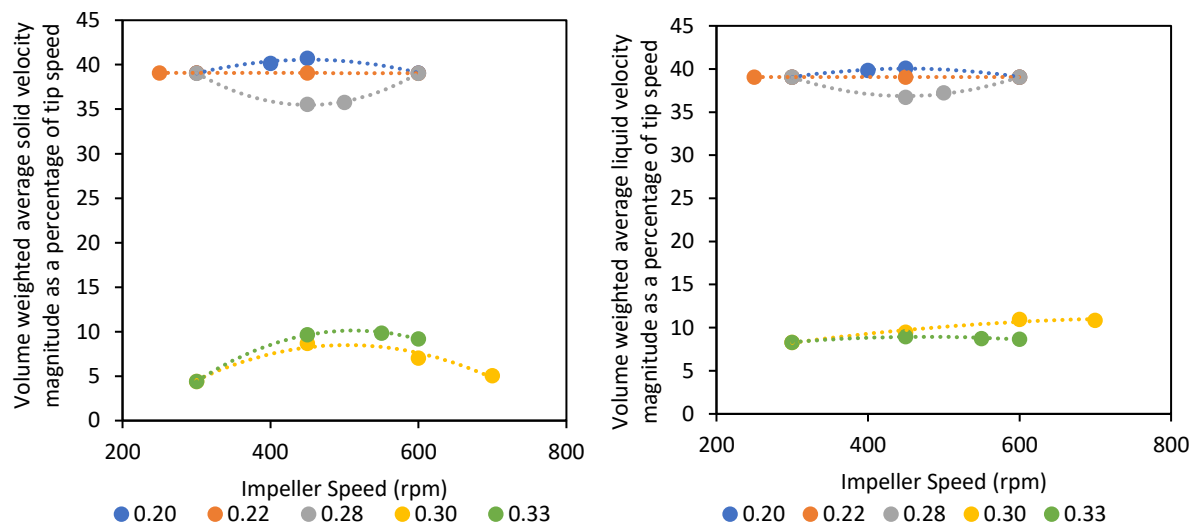 Volume weighted average solid velocity
magnitude as a percentage of tip speed
45
40
35
30
25
20
15
10
5
0
200 400 600 800
Impeller Speed (rpm)
0.20 0.22 0.28 0.30 0.33
Volume weighted average liquid velocity
magnitude as a percentage of tip speed
45
40
35
30
25
20
15
10
5
0
200 400 600 800
Impeller Speed (rpm)
0.20 0.22 0.28 0.30 0.33